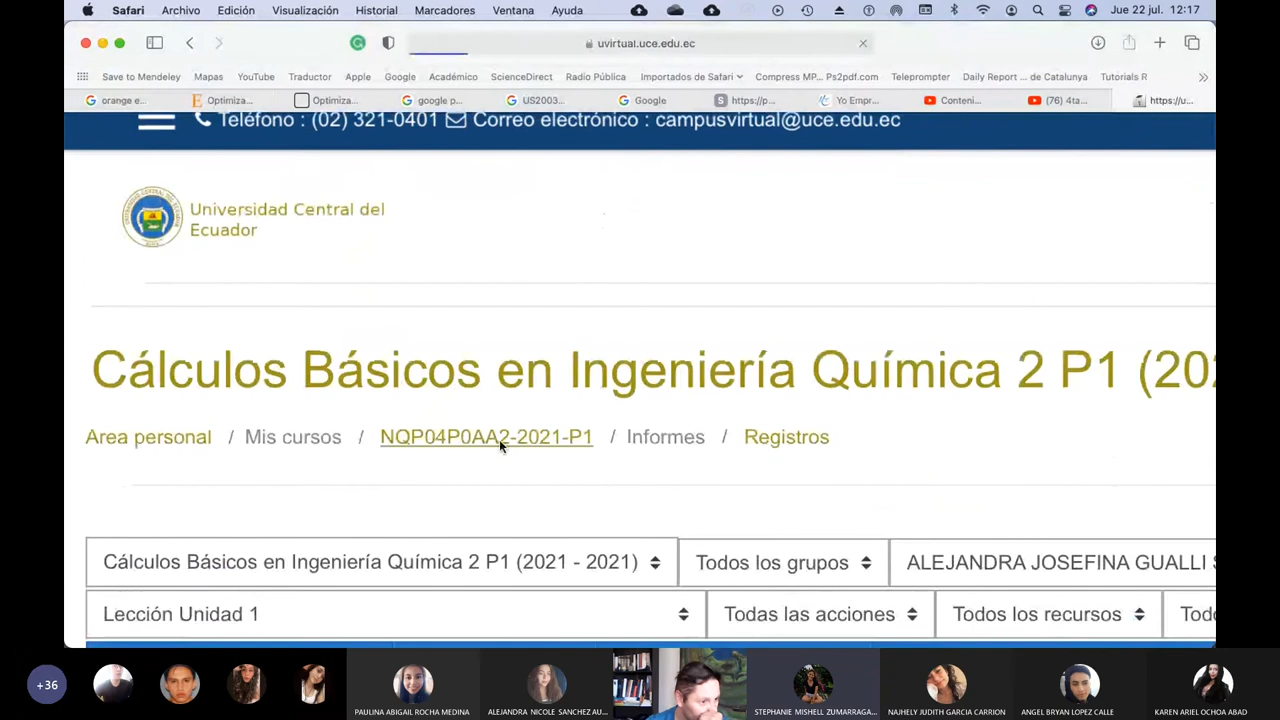 Safari Archivo Edición Visualización Historial Marcadores Ventana Ayuda Jue 22 jul. 12:17
uvirtual.uce.edu.ec
Save to Mendeley Mapas YouTube Traductor Apple Google Académico ScienceDirect Radio Pública Importados de Safari Compress MP... Ps2pdf.com Teleprompter Daily Report ... de Catalunya Tutorials R
orange e... Optimiza... Optimiza... google p... US2003... Google https://p... Yo Empr... Conteni... (76) 4ta... https://u...
Teléfono : (02) 321-0401 Correo electrónico : campusvirtual@uce.edu.ec
Universidad Central del
Ecuador
Cálculos Básicos en Ingeniería Química 2 P1 (202
Area personal / Mis cursos / NQP04P0AA2-2021-P1 / Informes / Registros
Cálculos Básicos en Ingeniería Química 2 P1 (2021 - 2021) Todos los grupos ALEJANDRA JOSEFINA GUALLI S
Lección Unidad 1 Todas las acciones Todos los recursos Tod
+36 PAULINA ABIGAIL ROCHA MEDINA ALEJANDRA NICOLE SANCHEZ AU... STEPHANIE MISHELL ZUMARRAGA... NAJHELY JUDITH GARCIA CARRION ANGEL BRYAN LOPEZ CALLE KAREN ARIEL OCHOA ABAD